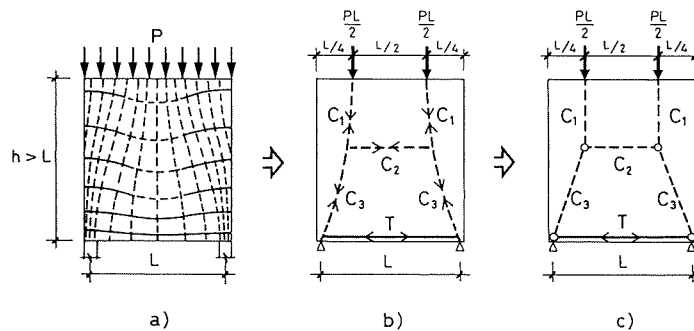 P
h > L
L
a)
PL/2 PL/2
L/4 L/2 L/4
C₁ C₁
C₂
C₃ C₃
T
L
b)
PL/2 PL/2
L/4 L/2 L/4
C₁ C₁
C₂
C₃ C₃
T
L
c)